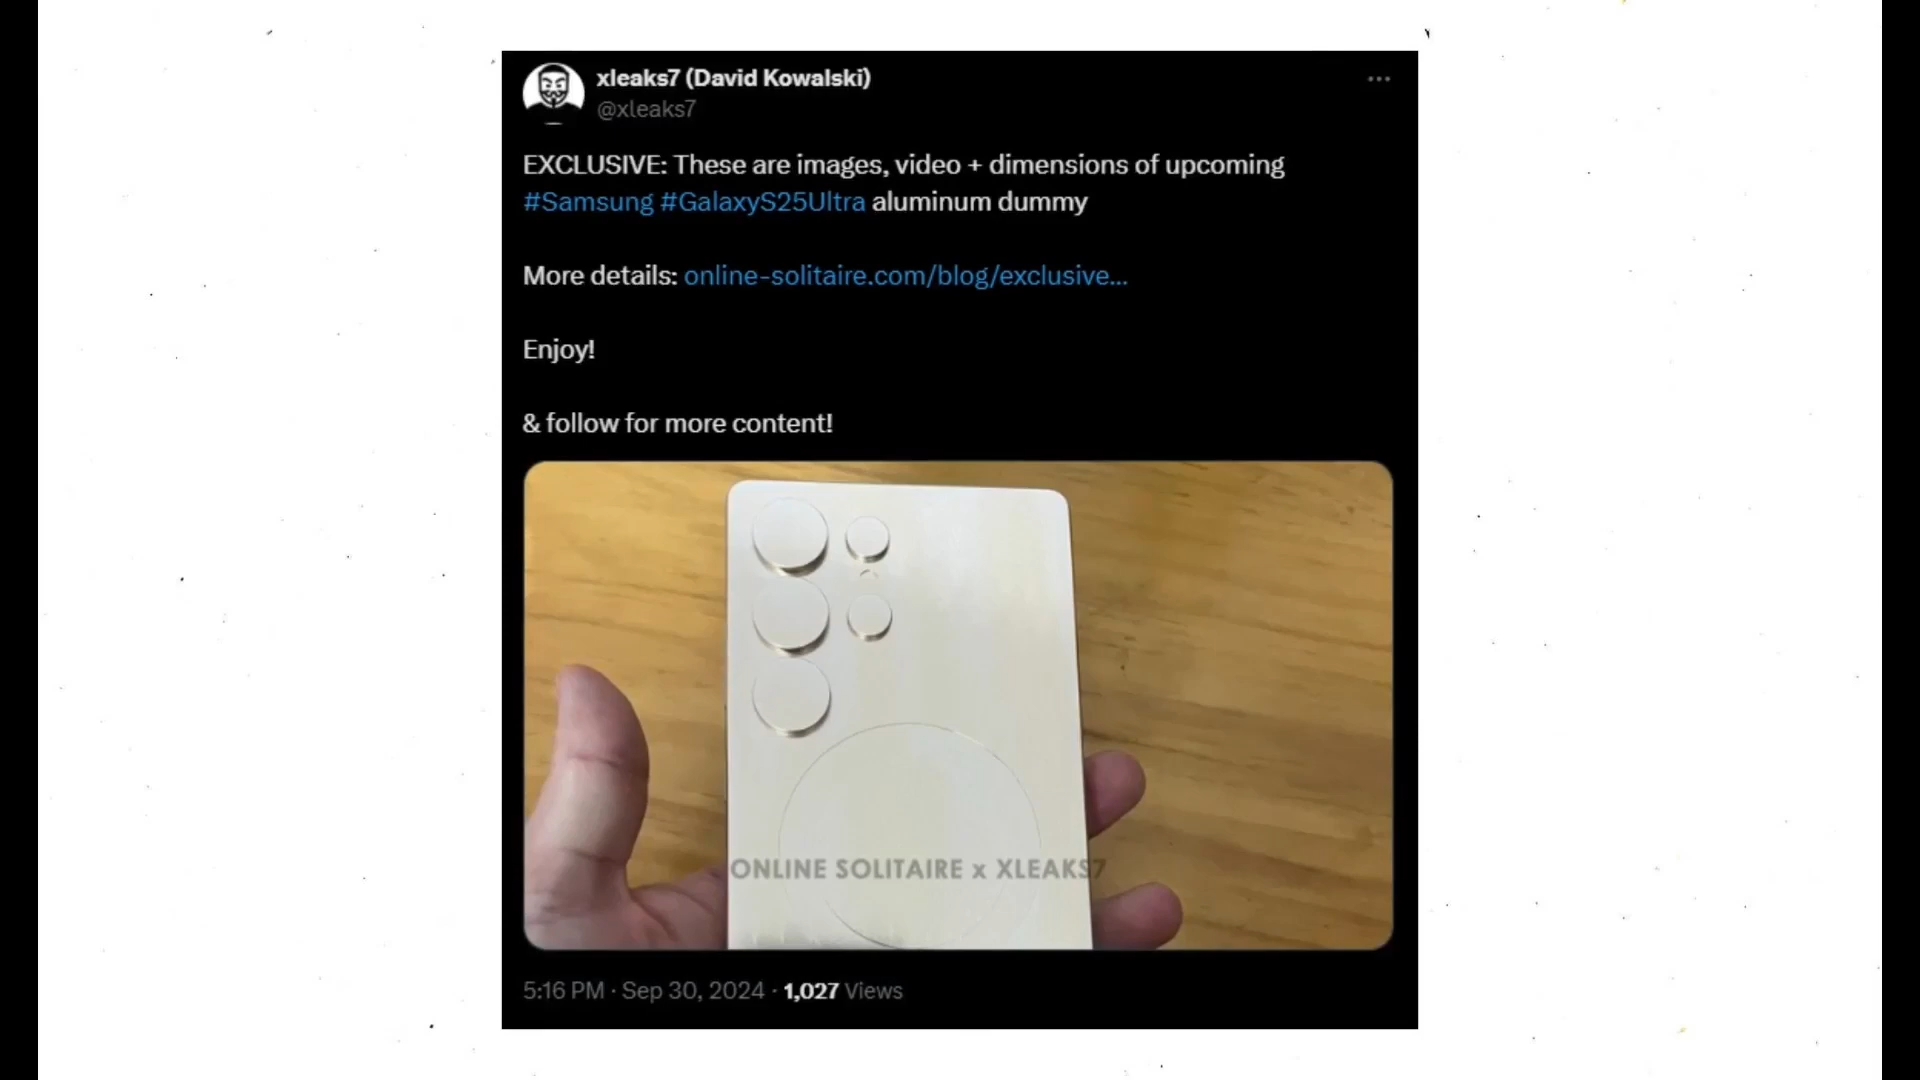 xleaks7 (David Kowalski)
@xleaks7
EXCLUSIVE: These are images, video + dimensions of upcoming
#Samsung #GalaxyS25Ultra aluminum dummy
More details: online-solitaire.com/blog/exclusive...
Enjoy!
& follow for more content!
ONLINE SOLITAIRE x XLEAKS7
5:16 PM · Sep 30, 2024 · 1,027 Views